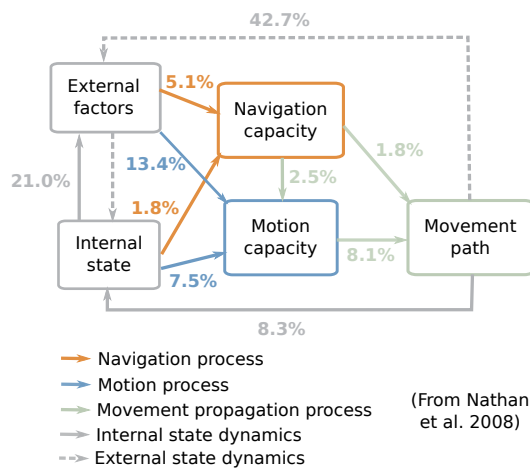 42.7%
External
factors
5.1%
Navigation
capacity
21.0%
13.4%
1.8%
2.5%
1.8%
Internal
state
7.5%
Motion
capacity
8.1%
Movement
path
8.3%
Navigation process
Motion process
Movement propagation process
Internal state dynamics
External state dynamics
(From Nathan
et al. 2008)